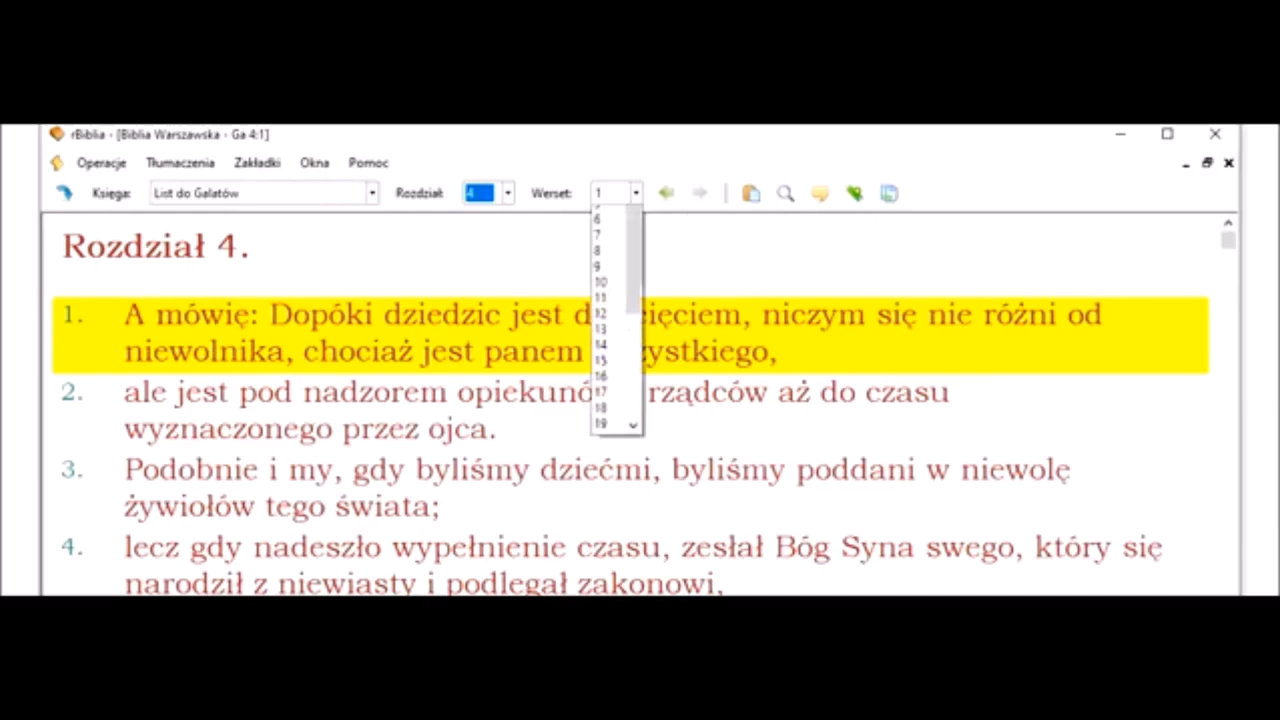 rBiblia - [Biblia Warszawska - Ga 4:1]
Operacje Tłumaczenia Zakładki Okna Pomoc
Księga: List do Galatów Rozdział: 4 Werset: 1
6
7
8
9
10
11
12
13
14
15
16
17
18
19
Rozdział 4.
1. A mówię: Dopóki dziedzic jest d ięciem, niczym się nie różni od
niewolnika, chociaż jest panem ystkiego,
2. ale jest pod nadzorem opiekunó rządców aż do czasu
wyznaczonego przez ojca.
3. Podobnie i my, gdy byliśmy dziećmi, byliśmy poddani w niewolę
żywiołów tego świata;
4. lecz gdy nadeszło wypełnienie czasu, zesłał Bóg Syna swego, który się
narodził z niewiasty i podlegał zakonowi,